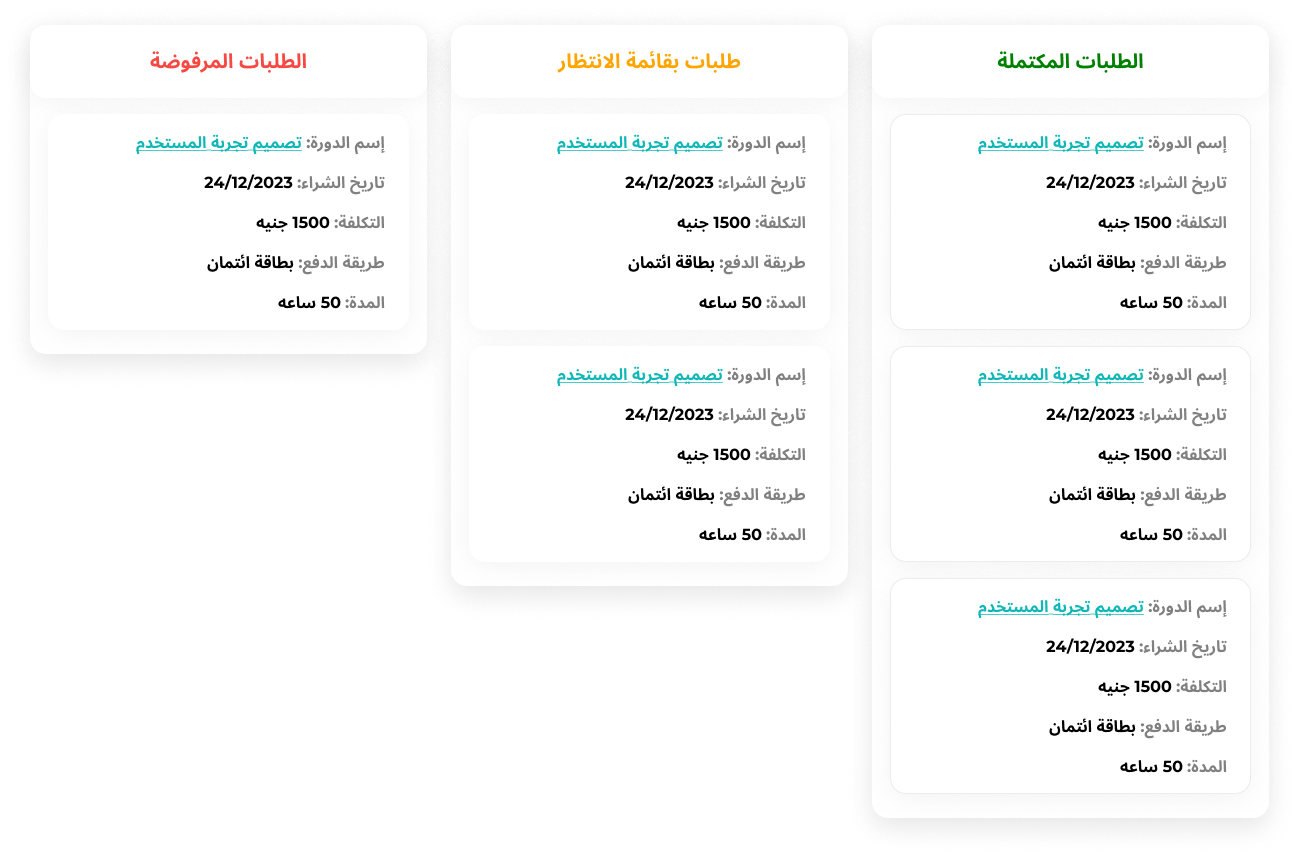 الطلبات المكتملة
إسم الدورة: تصميم تجربة المستخدم
تاريخ الشراء: 24/12/2023
التكلفة: 1500 جنيه
طريقة الدفع: بطاقة ائتمان
المدة: 50 ساعه
إسم الدورة: تصميم تجربة المستخدم
تاريخ الشراء: 24/12/2023
التكلفة: 1500 جنيه
طريقة الدفع: بطاقة ائتمان
المدة: 50 ساعه
إسم الدورة: تصميم تجربة المستخدم
تاريخ الشراء: 24/12/2023
التكلفة: 1500 جنيه
طريقة الدفع: بطاقة ائتمان
المدة: 50 ساعه
طلبات بقائمة الانتظار
إسم الدورة: تصميم تجربة المستخدم
تاريخ الشراء: 24/12/2023
التكلفة: 1500 جنيه
طريقة الدفع: بطاقة ائتمان
المدة: 50 ساعه
إسم الدورة: تصميم تجربة المستخدم
تاريخ الشراء: 24/12/2023
التكلفة: 1500 جنيه
طريقة الدفع: بطاقة ائتمان
المدة: 50 ساعه
الطلبات المرفوضة
إسم الدورة: تصميم تجربة المستخدم
تاريخ الشراء: 24/12/2023
التكلفة: 1500 جنيه
طريقة الدفع: بطاقة ائتمان
المدة: 50 ساعه